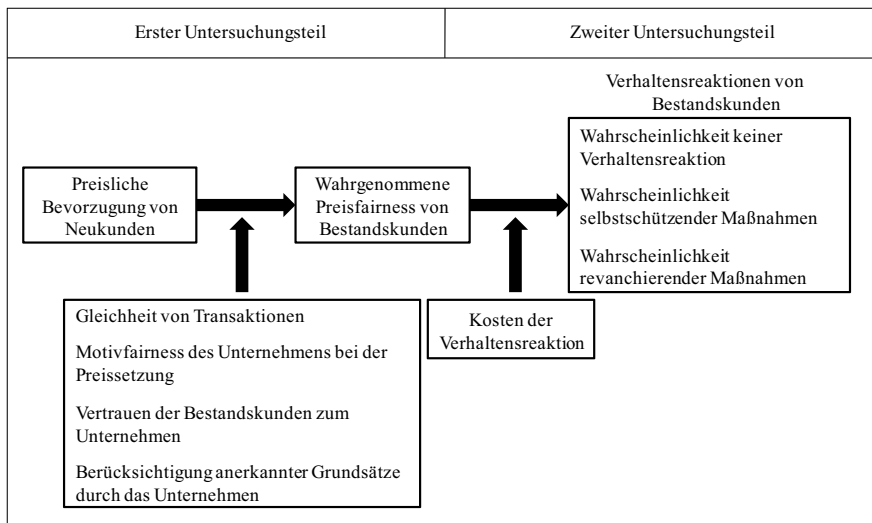 Erster Untersuchungsteil
Zweiter Untersuchungsteil
Verhaltensreaktionen von
Bestandskunden
Preisliche
Bevorzugung von
Neukunden
Wahrgenommene
Preisfairness von
Bestandskunden
Wahrscheinlichkeit keiner
Verhaltensreaktion
Wahrscheinlichkeit
selbstschützender Maßnahmen
Wahrscheinlichkeit
revanchierender Maßnahmen
Gleichheit von Transaktionen
Motivfairness des Unternehmens bei der
Preissetzung
Vertrauen der Bestandskunden zum
Unternehmen
Berücksichtigung anerkannter Grundsätze
durch das Unternehmen
Kosten der
Verhaltensreaktion